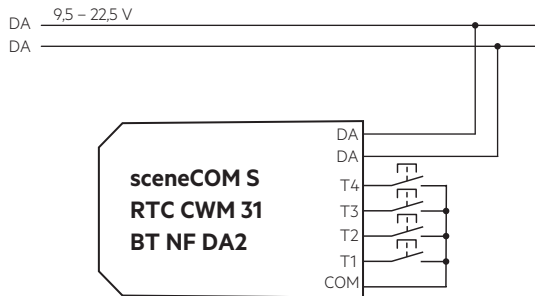 DA 9,5 – 22,5 V
DA
DA
DA
sceneCOM S
RTC CWM 31
BT NF DA2
T4
T3
T2
T1
COM